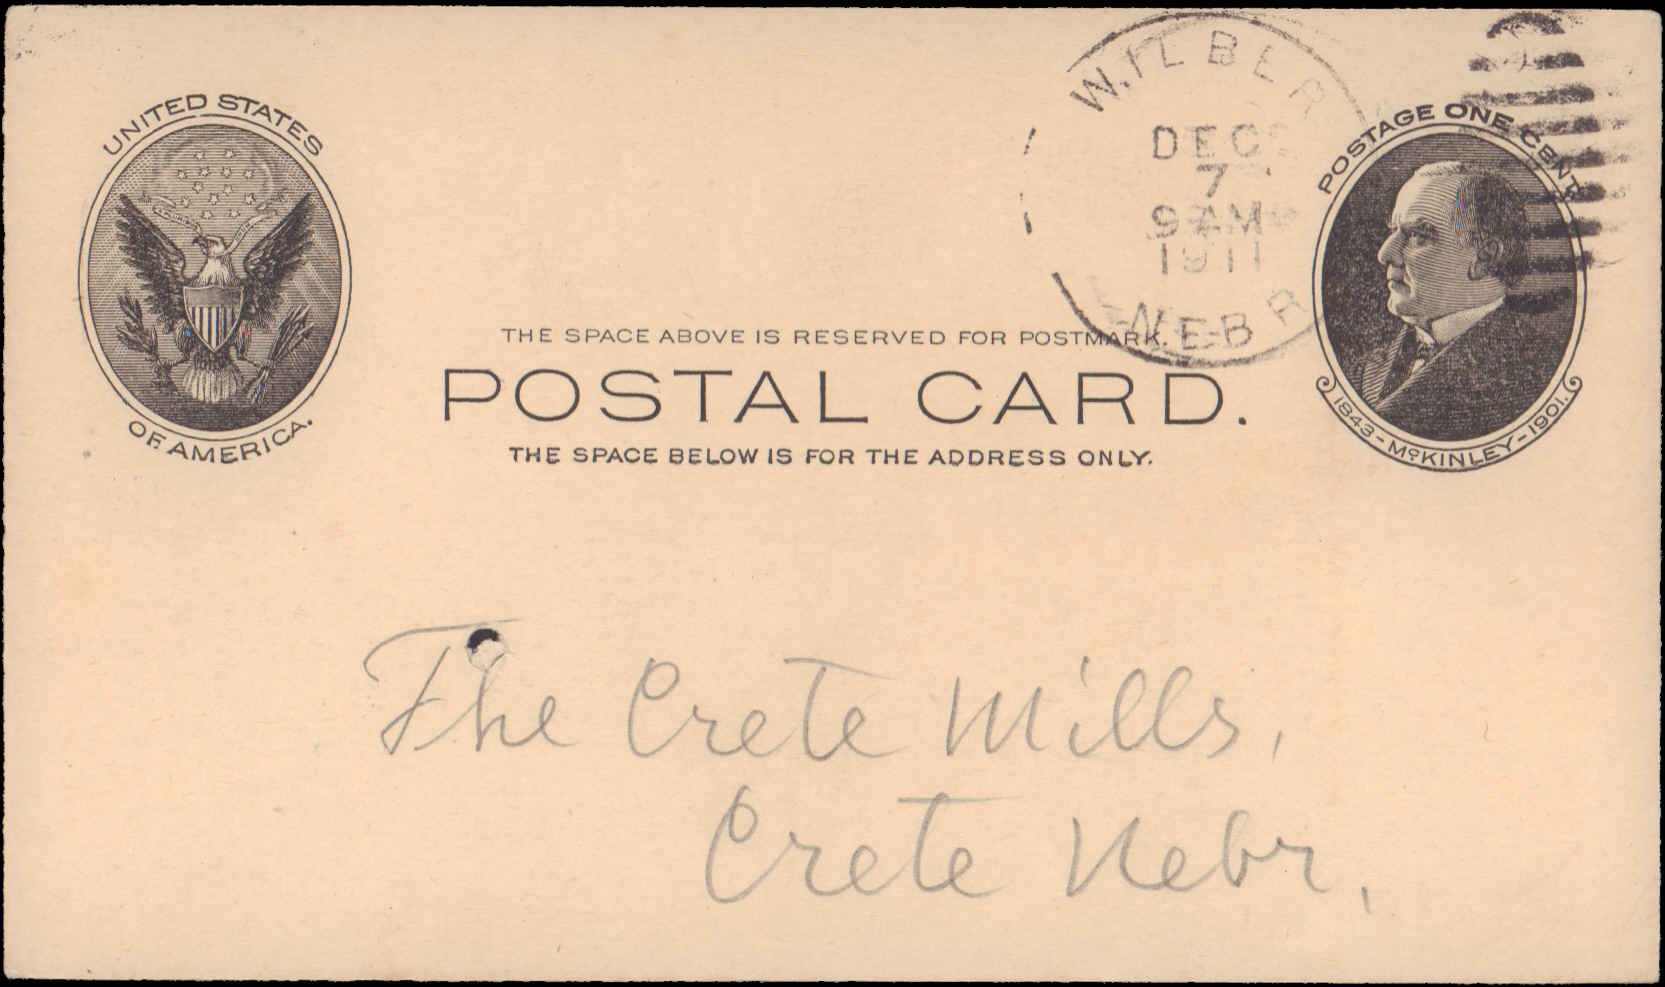 UNITED STATES
OF AMERICA.
WILBER
DEC
7
9 AM
1911
NEBR
POSTAGE ONE CENT
1843-McKINLEY-1901.
THE SPACE ABOVE IS RESERVED FOR POSTMARK.
POSTAL CARD.
THE SPACE BELOW IS FOR THE ADDRESS ONLY.
The Crete Mills,
Crete Nebr.